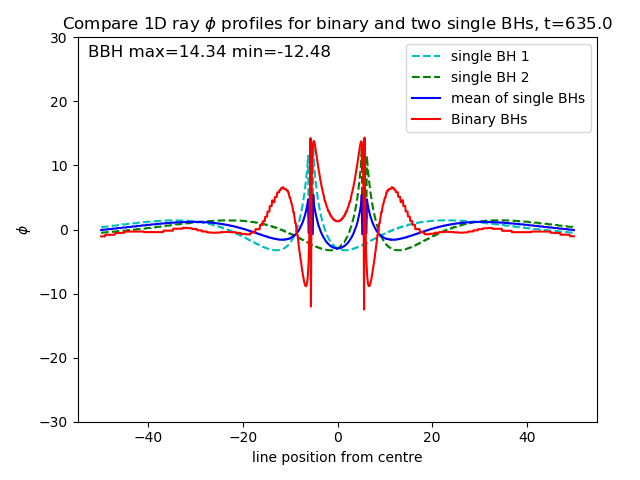 Compare 1D ray ϕ profiles for binary and two single BHs, t=635.0
BBH max=14.34 min=-12.48
single BH 1
single BH 2
mean of single BHs
Binary BHs
30
20
10
0
−10
−20
−30
ϕ
−40 −20 0 20 40
line position from centre